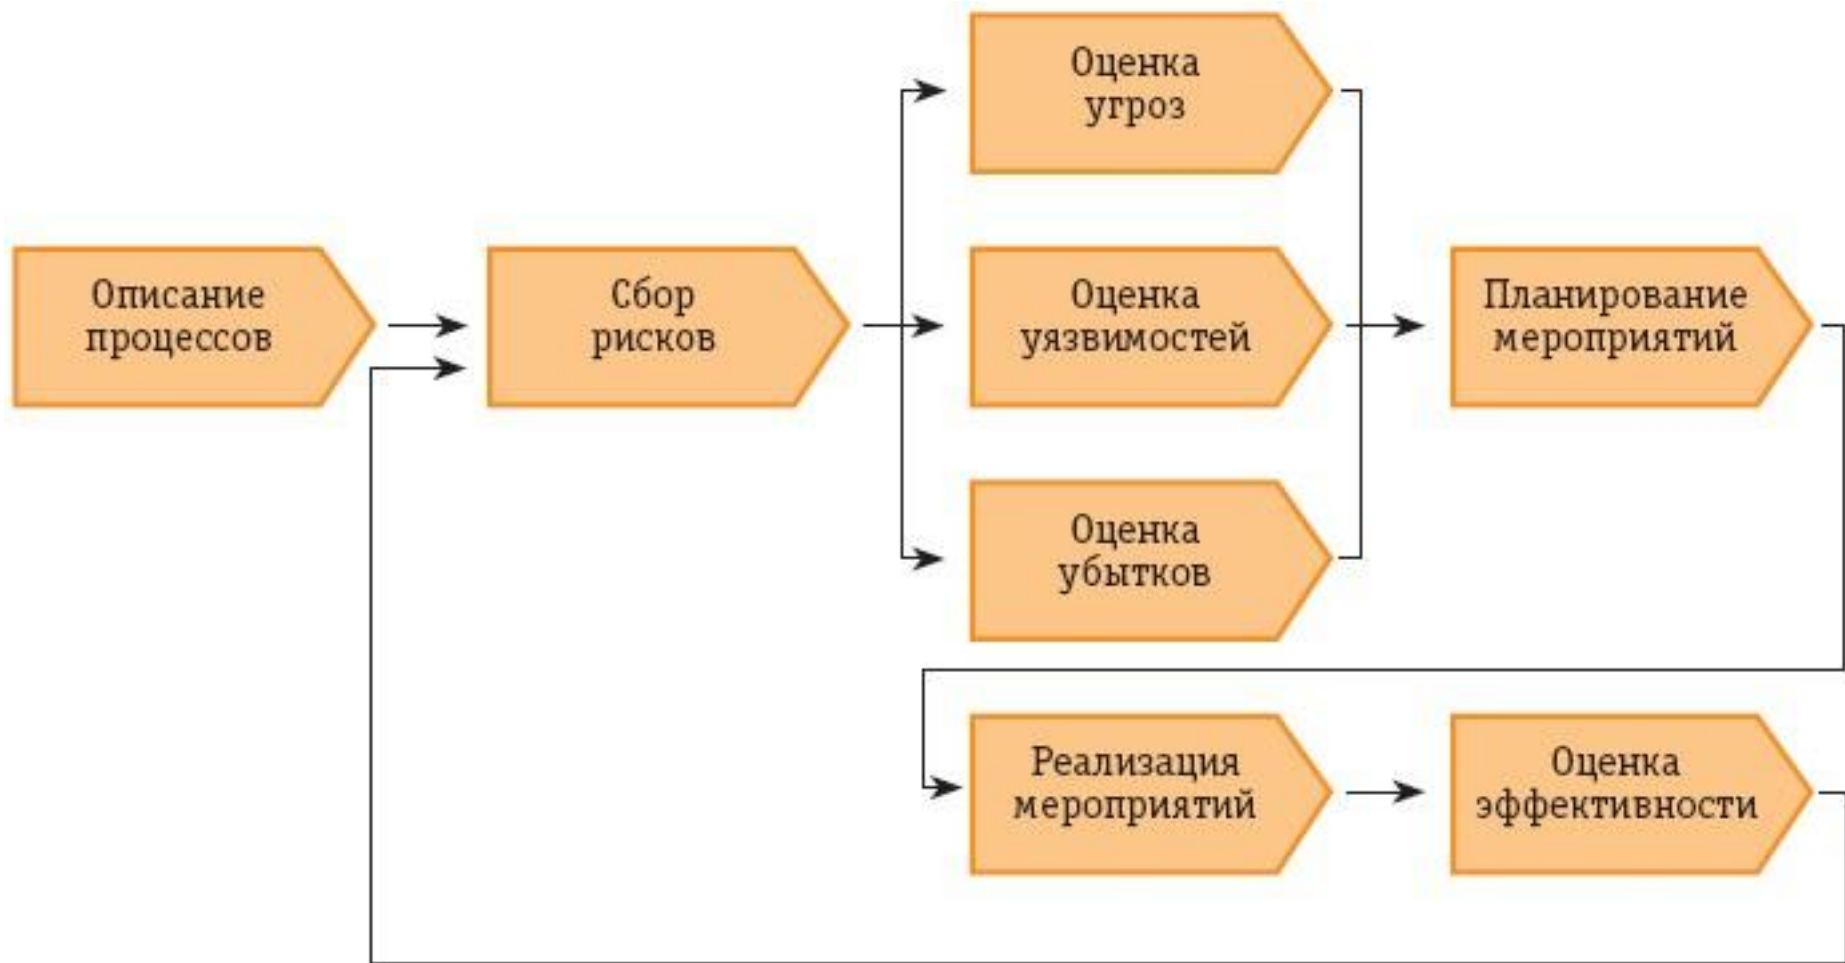 Описание
процессов
Сбор
рисков
Оценка
угроз
Оценка
уязвимостей
Оценка
убытков
Планирование
мероприятий
Реализация
мероприятий
Оценка
эффективности